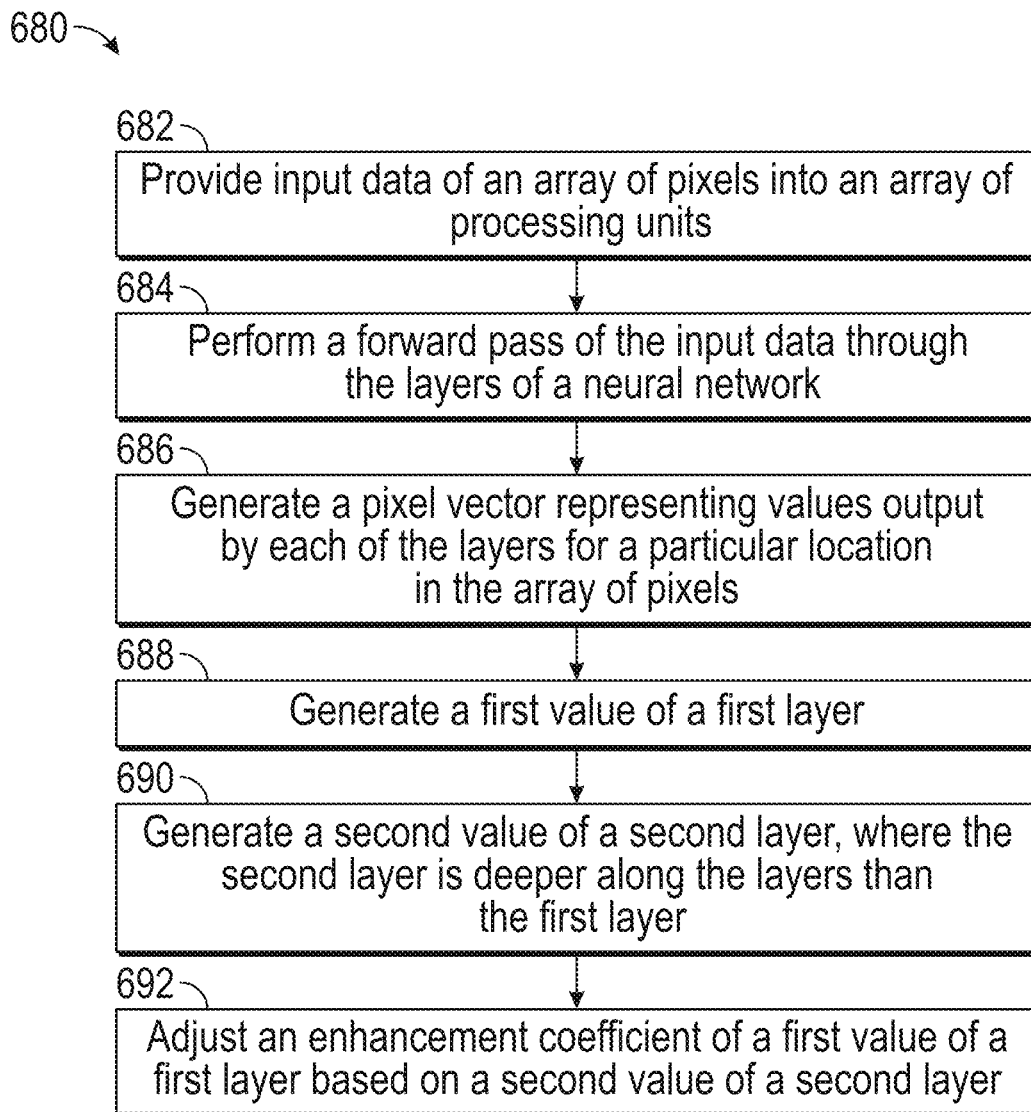 680
682
Provide input data of an array of pixels into an array of
processing units
684
Perform a forward pass of the input data through
the layers of a neural network
686
Generate a pixel vector representing values output
by each of the layers for a particular location
in the array of pixels
688
Generate a first value of a first layer
690
Generate a second value of a second layer, where the
second layer is deeper along the layers than
the first layer
692
Adjust an enhancement coefficient of a first value of a
first layer based on a second value of a second layer